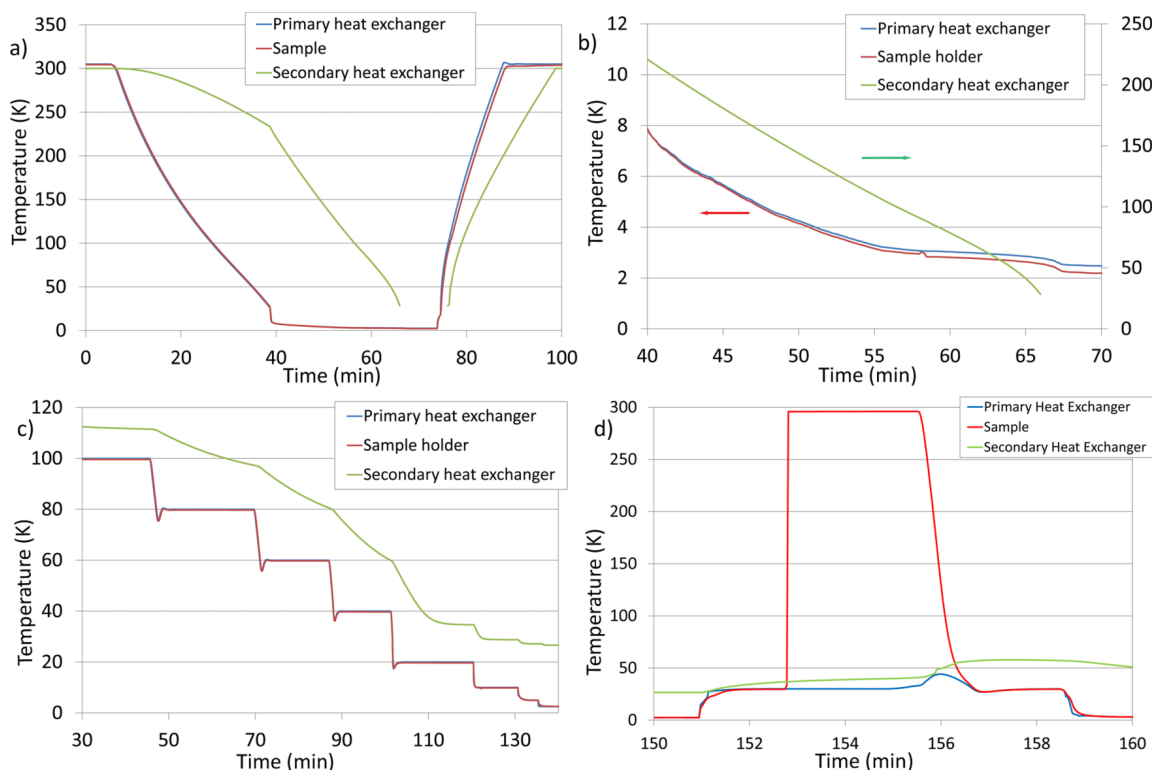 a)
Temperature (K)
350
300
250
200
150
100
50
0
0 20 40 60 80 100
Time (min)
Primary heat exchanger
Sample
Secondary heat exchanger
b)
Temperature (K)
12
10
8
6
4
2
0
250
200
150
100
50
0
40 45 50 55 60 65 70
Time (min)
Primary heat exchanger
Sample holder
Secondary heat exchanger
c)
Temperature (K)
120
100
80
60
40
20
0
30 50 70 90 110 130
Time (min)
Primary heat exchanger
Sample holder
Secondary heat exchanger
d)
Temperature (K)
300
250
200
150
100
50
0
150 152 154 156 158 160
Time (min)
Primary Heat Exchanger
Sample
Secondary Heat Exchanger